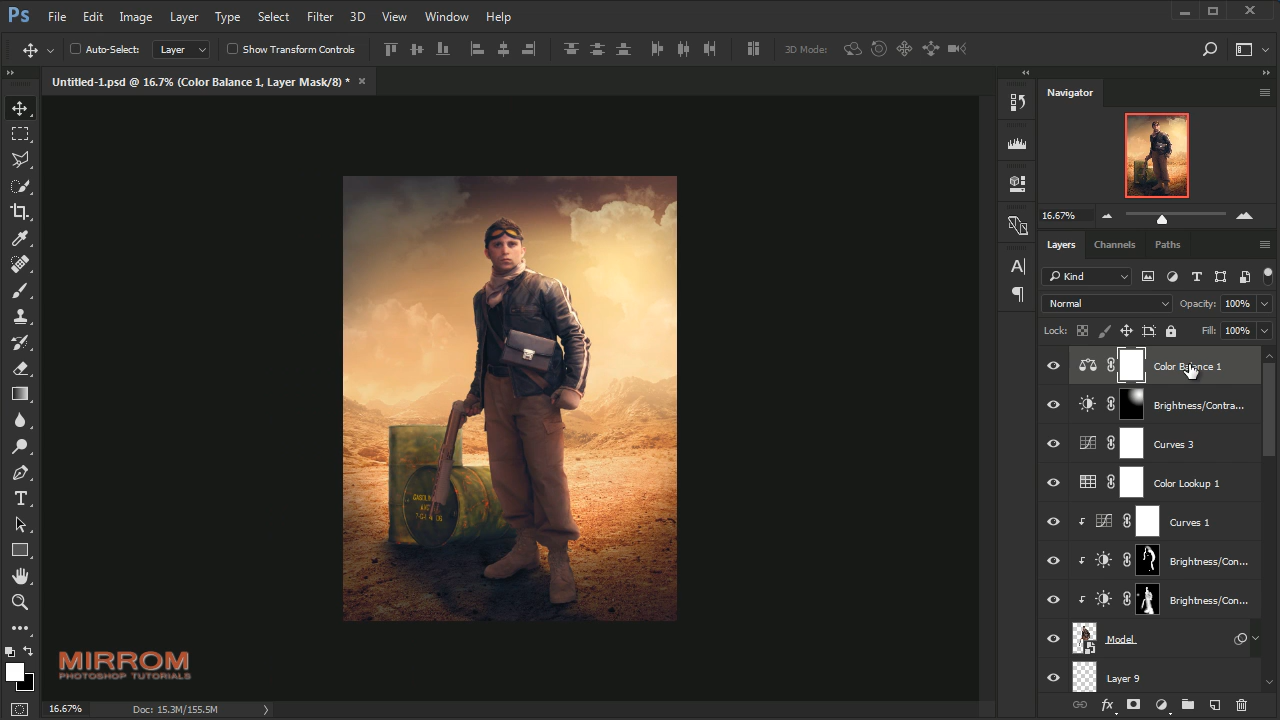 Ps File Edit Image Layer Type Select Filter 3D View Window Help
Auto-Select: Layer Show Transform Controls 3D Mode:
Untitled-1.psd @ 16.7% (Color Balance 1, Layer Mask/8) *
Navigator
16.67%
Layers Channels Paths
Kind
Normal Opacity: 100%
Lock: Fill: 100%
Color Balance 1
Brightness/Contra...
Curves 3
Color Lookup 1
Curves 1
Brightness/Con...
Brightness/Con...
Model
Layer 9
GASOLIN
MIRROM
PHOTOSHOP TUTORIALS
16.67% Doc: 15.3M/155.5M